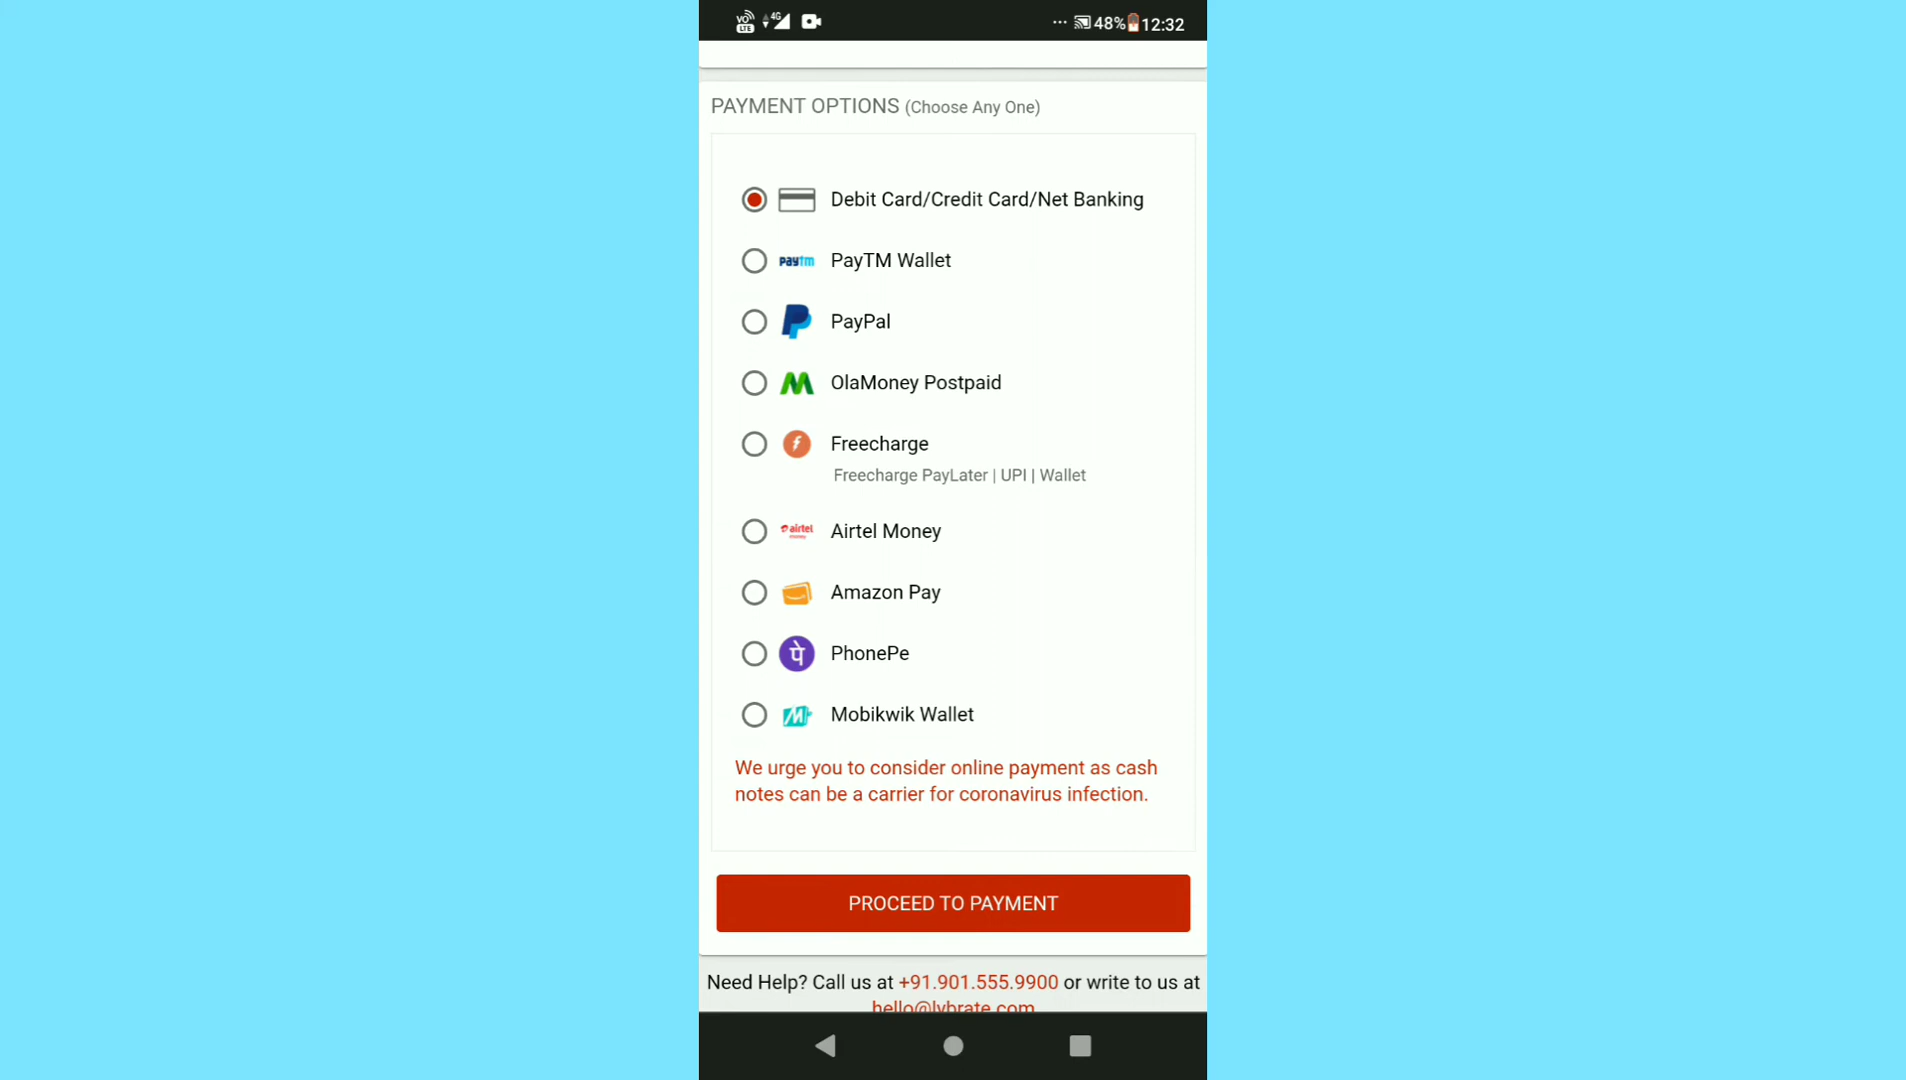 VO LTE 4G 48% 12:32
PAYMENT OPTIONS (Choose Any One)
Debit Card/Credit Card/Net Banking
paytm PayTM Wallet
PayPal
OlaMoney Postpaid
Freecharge
Freecharge PayLater | UPI | Wallet
airtel money Airtel Money
Amazon Pay
पे PhonePe
Mobikwik Wallet
We urge you to consider online payment as cash
notes can be a carrier for coronavirus infection.
PROCEED TO PAYMENT
Need Help? Call us at +91.901.555.9900 or write to us at
hello@lybrate.com